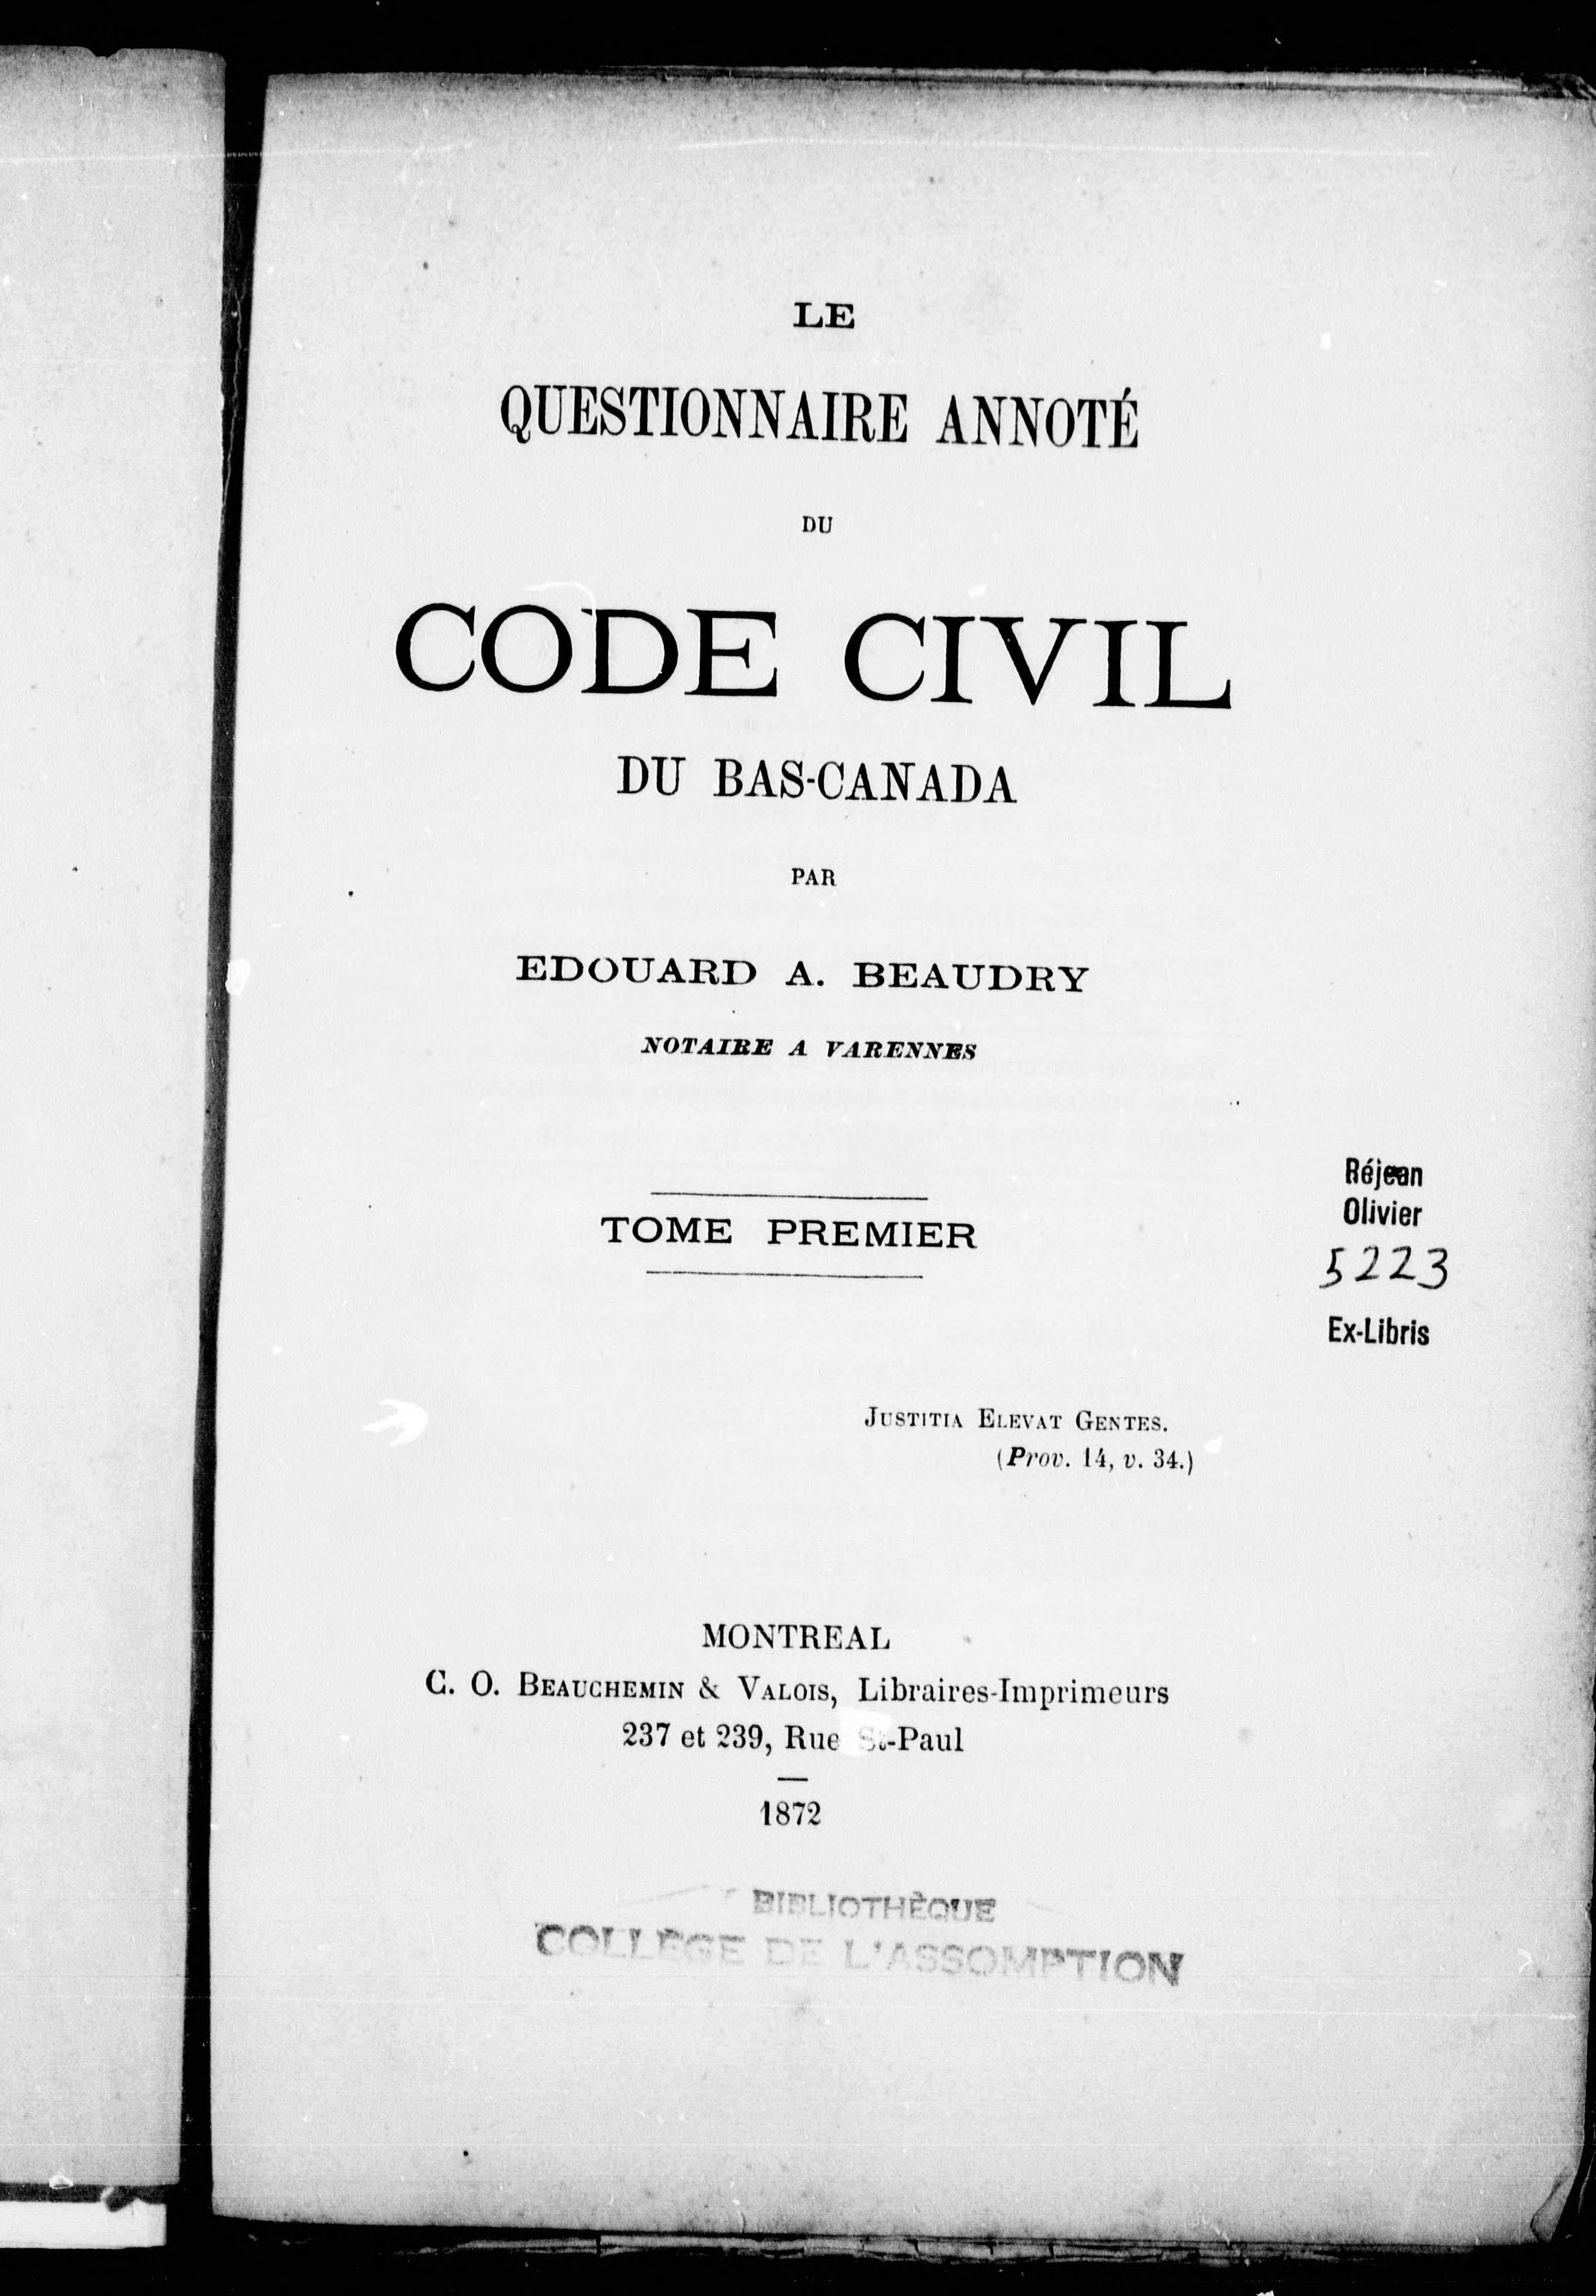 LE
QUESTIONNAIRE ANNOTÉ
DU
CODE CIVIL
DU BAS-CANADA
PAR
EDOUARD A. BEAUDRY
NOTAIRE A VARENNES
TOME PREMIER
Réjean
Olivier
5223
Ex-Libris
JUSTITIA ELEVAT GENTES.
(Prov. 14, v. 34.)
MONTREAL
C. O. BEAUCHEMIN & VALOIS, Libraires-Imprimeurs
237 et 239, Rue St-Paul
1872
BIBLIOTHÈQUE
COLLEGE DE L'ASSOMPTION